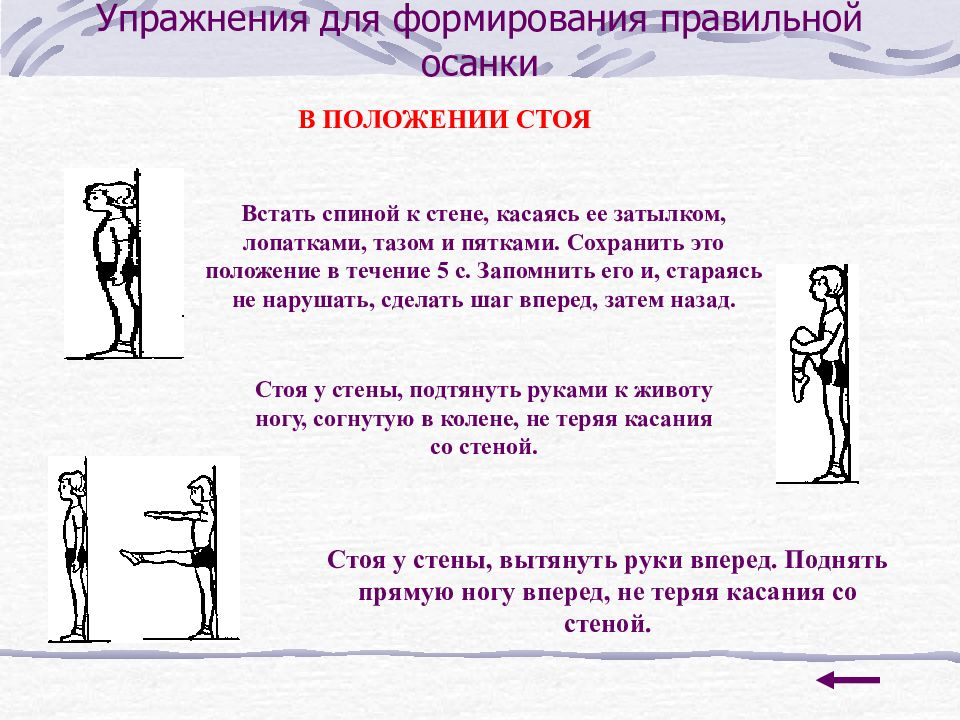 Упражнения для формирования правильной
осанки
В ПОЛОЖЕНИИ СТОЯ
Встать спиной к стене, касаясь ее затылком,
лопатками, тазом и пятками. Сохранить это
положение в течение 5 с. Запомнить его и, стараясь
не нарушать, сделать шаг вперед, затем назад.
Стоя у стены, подтянуть руками к животу
ногу, согнутую в колене, не теряя касания
со стеной.
Стоя у стены, вытянуть руки вперед. Поднять
прямую ногу вперед, не теряя касания со
стеной.